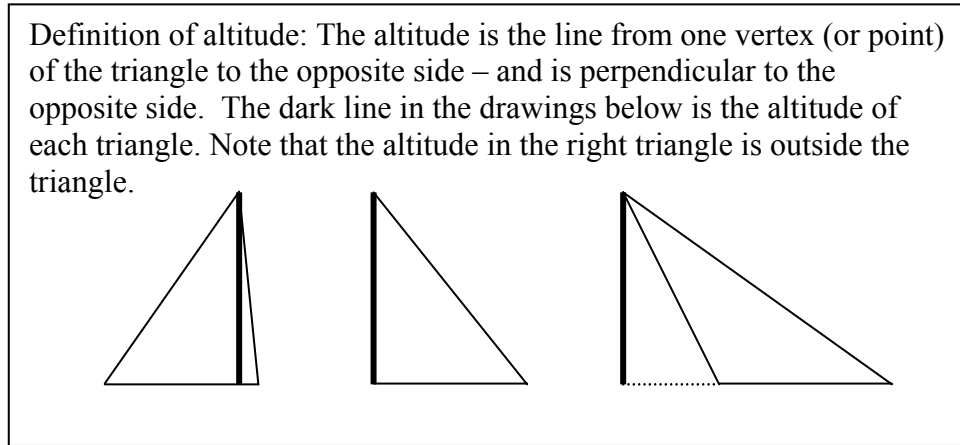 Definition of altitude: The altitude is the line from one vertex (or point)
of the triangle to the opposite side – and is perpendicular to the
opposite side.  The dark line in the drawings below is the altitude of
each triangle. Note that the altitude in the right triangle is outside the
triangle.